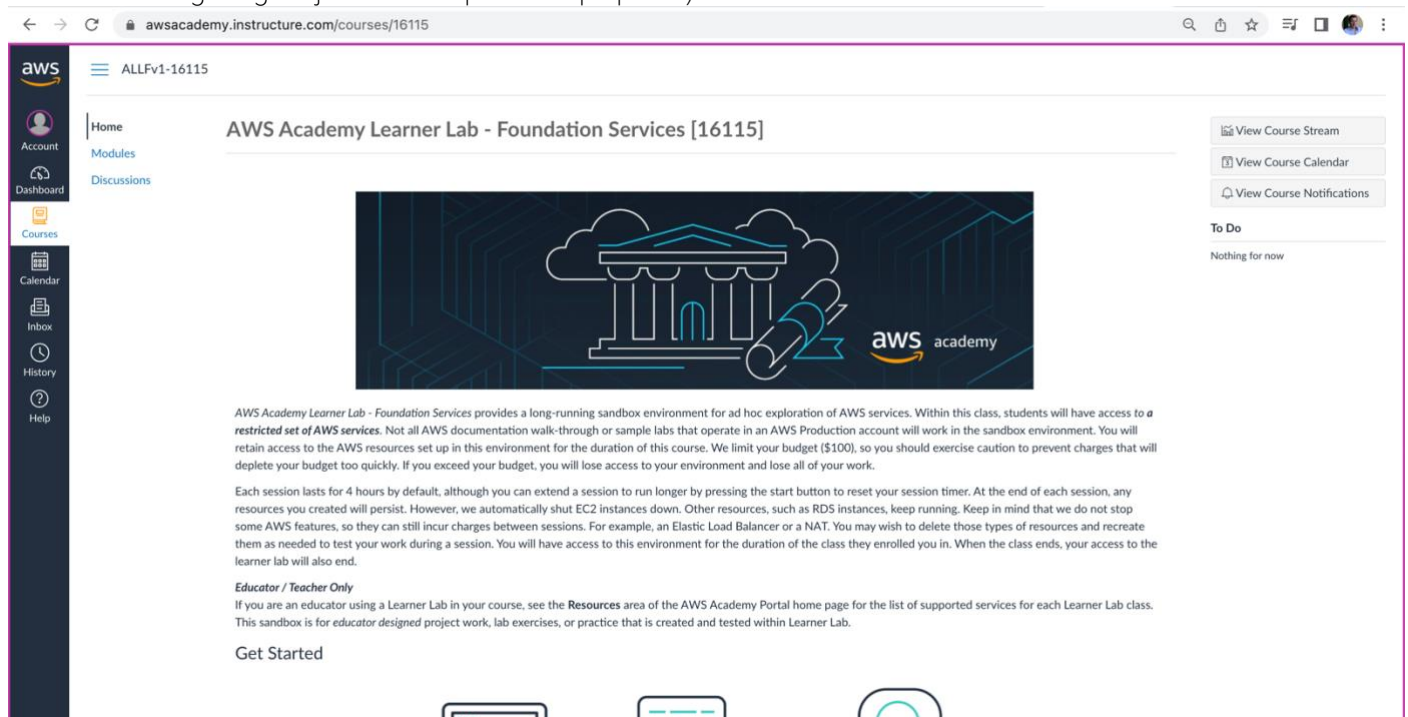 awsacademy.instructure.com/courses/16115
aws
ALLFv1-16115
Account
Dashboard
Courses
Calendar
Inbox
History
Help
Home
Modules
Discussions
AWS Academy Learner Lab - Foundation Services [16115]
aws academy
AWS Academy Learner Lab - Foundation Services provides a long-running sandbox environment for ad hoc exploration of AWS services. Within this class, students will have access to a
restricted set of AWS services. Not all AWS documentation walk-through or sample labs that operate in an AWS Production account will work in the sandbox environment. You will
retain access to the AWS resources set up in this environment for the duration of this course. We limit your budget ($100), so you should exercise caution to prevent charges that will
deplete your budget too quickly. If you exceed your budget, you will lose access to your environment and lose all of your work.
Each session lasts for 4 hours by default, although you can extend a session to run longer by pressing the start button to reset your session timer. At the end of each session, any
resources you created will persist. However, we automatically shut EC2 instances down. Other resources, such as RDS instances, keep running. Keep in mind that we do not stop
some AWS features, so they can still incur charges between sessions. For example, an Elastic Load Balancer or a NAT. You may wish to delete those types of resources and recreate
them as needed to test your work during a session. You will have access to this environment for the duration of the class they enrolled you in. When the class ends, your access to the
learner lab will also end.
Educator / Teacher Only
If you are an educator using a Learner Lab in your course, see the Resources area of the AWS Academy Portal home page for the list of supported services for each Learner Lab class.
This sandbox is for educator designed project work, lab exercises, or practice that is created and tested within Learner Lab.
Get Started
View Course Stream
View Course Calendar
View Course Notifications
To Do
Nothing for now